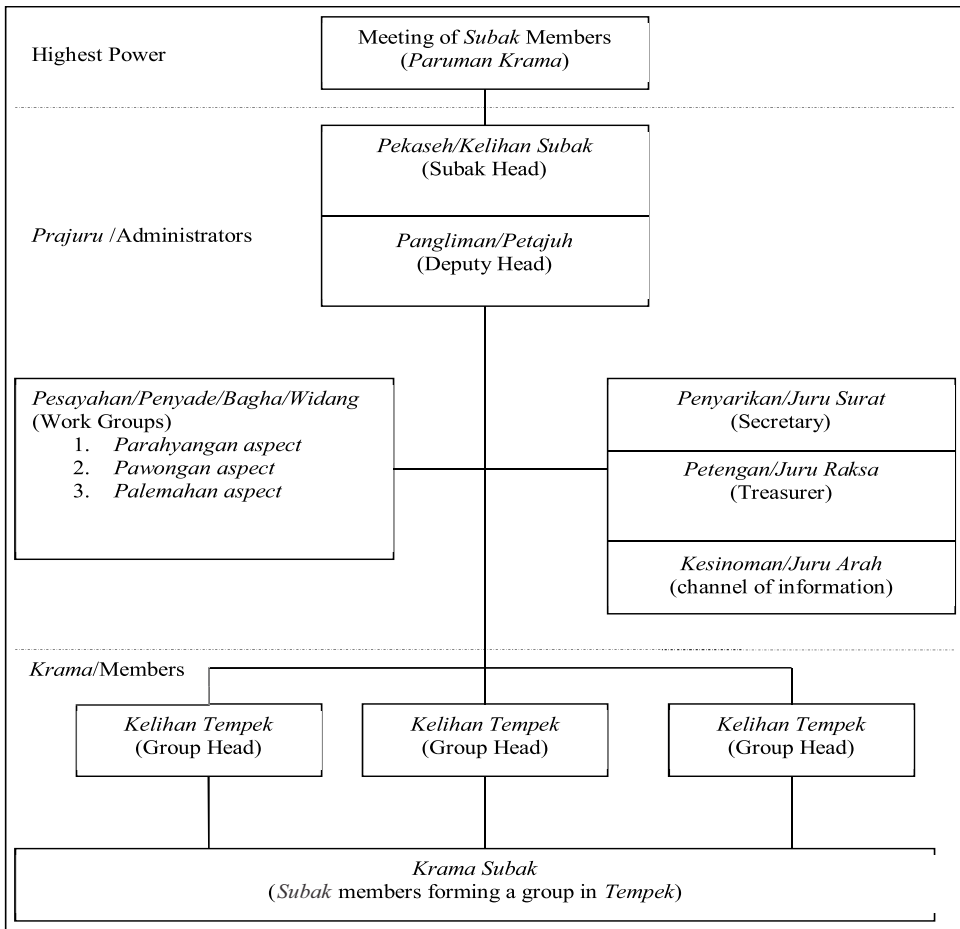 Highest Power
Meeting of Subak Members
(Paruman Krama)
Pekaseh/Kelihan Subak
(Subak Head)
Prajuru /Administrators
Pangliman/Petajuh
(Deputy Head)
Pesayahan/Penyade/Bagha/Widang
(Work Groups)
1. Parahyangan aspect
2. Pawongan aspect
3. Palemahan aspect
Penyarikan/Juru Surat
(Secretary)
Petengan/Juru Raksa
(Treasurer)
Kesinoman/Juru Arah
(channel of information)
Krama/Members
Kelihan Tempek
(Group Head)
Kelihan Tempek
(Group Head)
Kelihan Tempek
(Group Head)
Krama Subak
(Subak members forming a group in Tempek)